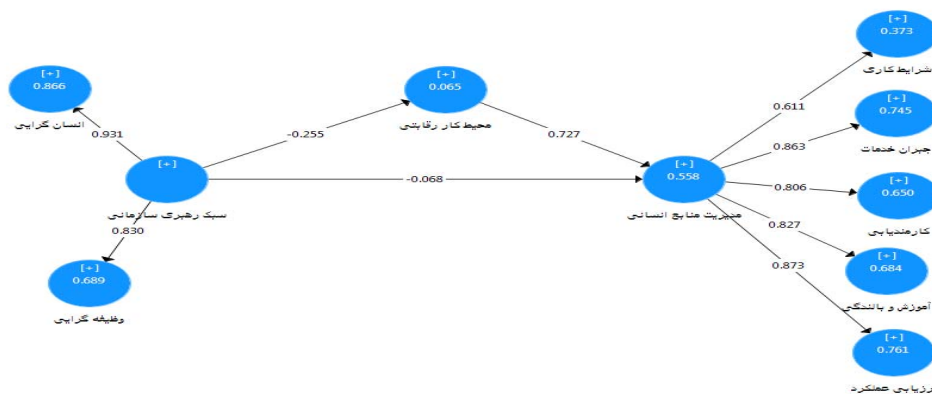 [+]
0.373
شرایط کاری
[+]
0.866
انسان گرایی
[+]
0.065
محیط کار رقابتی
0.611
[+]
0.745
جبران خدمات
0.931
-0.255
0.727
0.863
[+]
سبک رهبری سازمانی
-0.068
[+]
0.558
مدیریت منابع انسانی
0.806
[+]
0.650
کارمندیابی
0.830
0.827
[+]
0.689
وظیفه گرایی
0.873
[+]
0.684
آموزش و بالندگی
[+]
0.761
رزیابی عملکرد